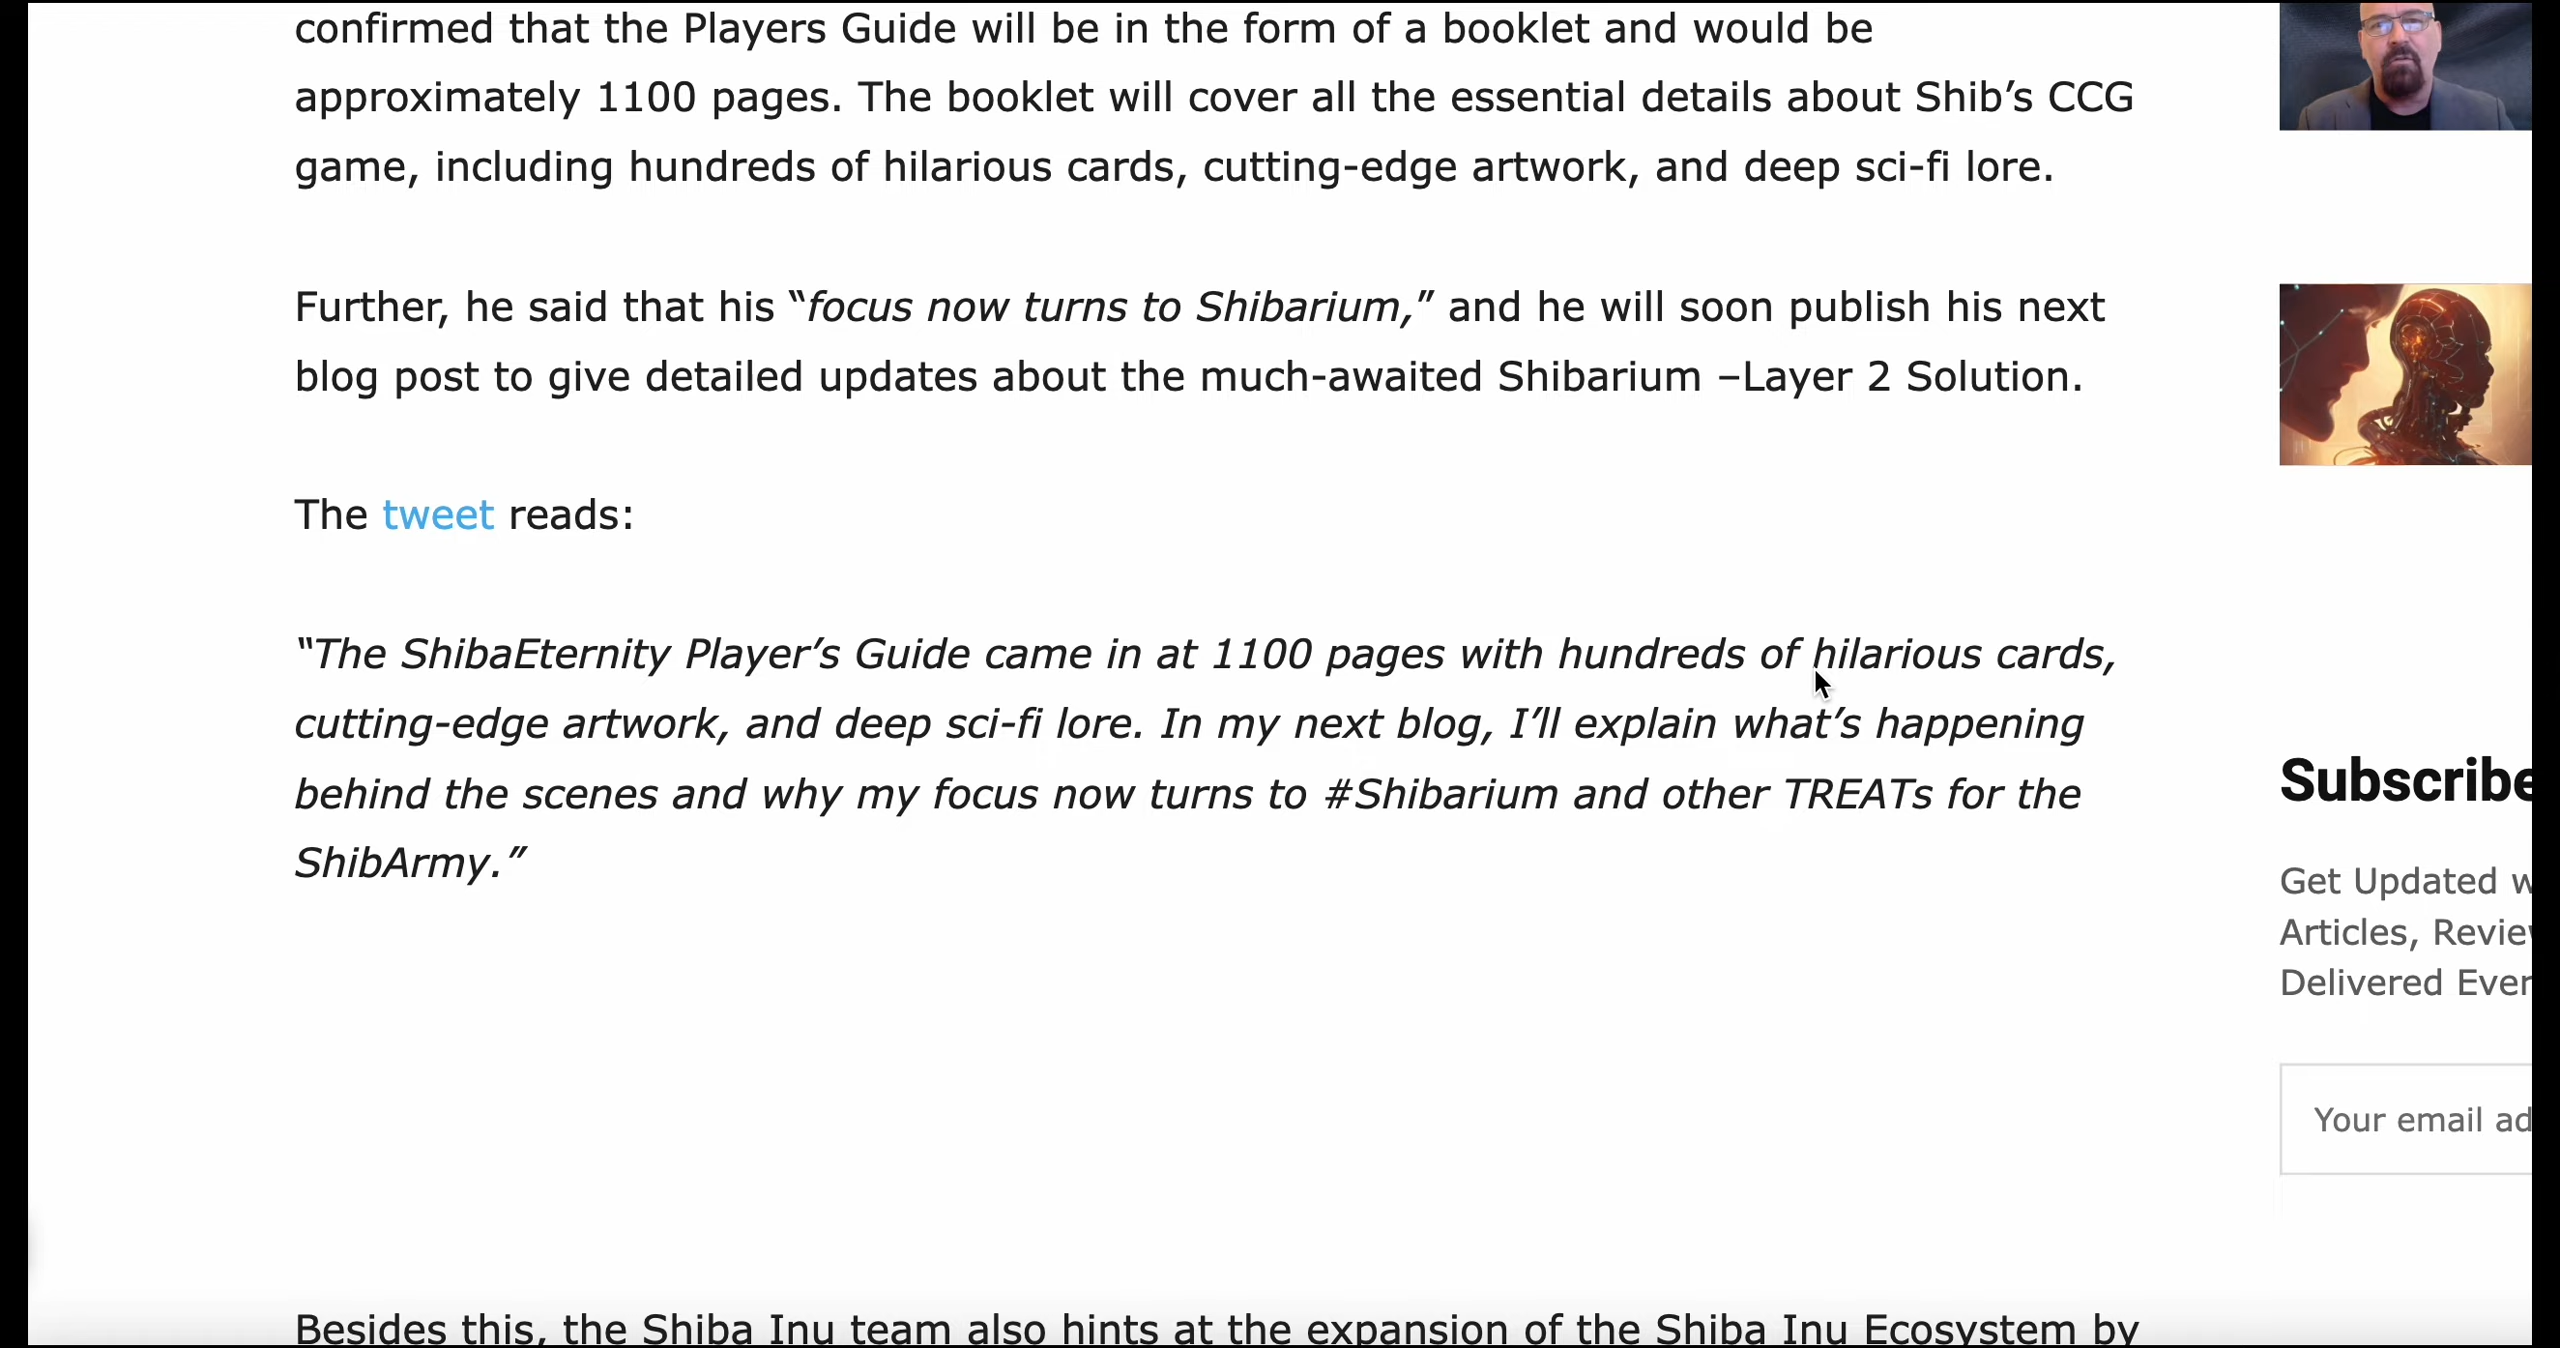 confirmed that the Players Guide will be in the form of a booklet and would be
approximately 1100 pages. The booklet will cover all the essential details about Shib’s CCG
game, including hundreds of hilarious cards, cutting-edge artwork, and deep sci-fi lore.
Further, he said that his “focus now turns to Shibarium,” and he will soon publish his next
blog post to give detailed updates about the much-awaited Shibarium –Layer 2 Solution.
The tweet reads:
“The ShibaEternity Player’s Guide came in at 1100 pages with hundreds of hilarious cards,
cutting-edge artwork, and deep sci-fi lore. In my next blog, I’ll explain what’s happening
behind the scenes and why my focus now turns to #Shibarium and other TREATs for the
ShibArmy.”
Besides this, the Shiba Inu team also hints at the expansion of the Shiba Inu Ecosystem by
Subscribe
Get Updated
Articles,
Delivered
Your email